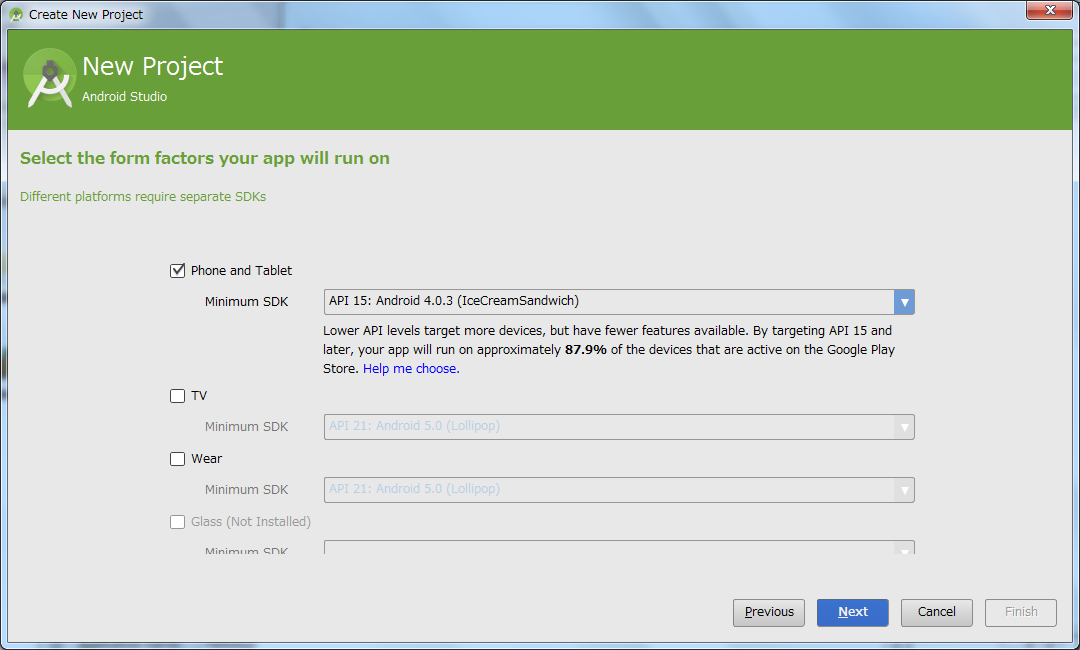 Create New Project
New Project
Android Studio
Select the form factors your app will run on
Different platforms require separate SDKs
Phone and Tablet
Minimum SDK API 15: Android 4.0.3 (IceCreamSandwich)
Lower API levels target more devices, but have fewer features available. By targeting API 15 and
later, your app will run on approximately 87.9% of the devices that are active on the Google Play
Store. Help me choose.
TV
Minimum SDK API 21: Android 5.0 (Lollipop)
Wear
Minimum SDK API 21: Android 5.0 (Lollipop)
Glass (Not Installed)
Minimum SDK
Previous Next Cancel Finish